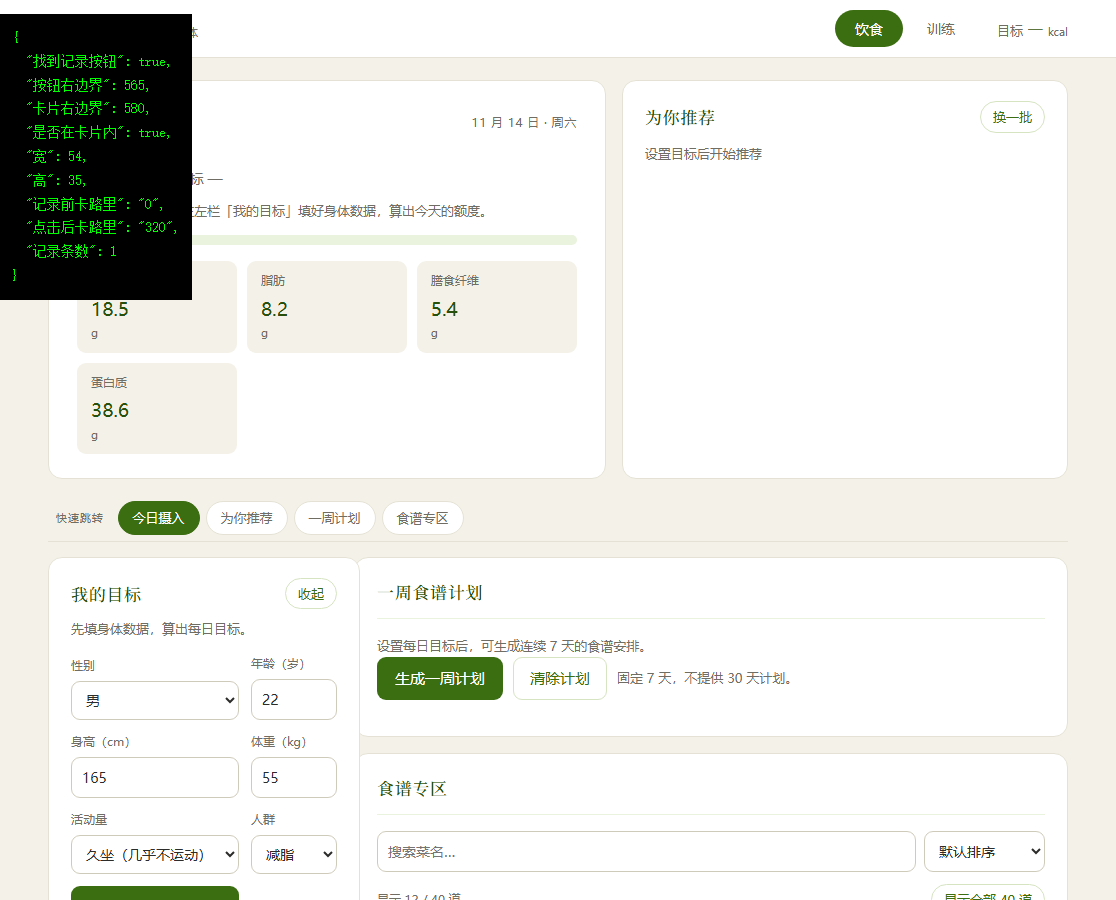 体
饮食
训练
目标 — kcal
{
"找到记录按钮": true,
"按钮右边界": 565,
"卡片右边界": 580,
"是否在卡片内": true,
"宽": 54,
"高": 35,
"记录前卡路里": "0",
"点击后卡路里": "320",
"记录条数": 1
}
11 月 14 日 · 周六
标 —
左栏「我的目标」填好身体数据，算出今天的额度。
18.5
g
脂肪
8.2
g
膳食纤维
5.4
g
蛋白质
38.6
g
为你推荐
换一批
设置目标后开始推荐
快速跳转
今日摄入
为你推荐
一周计划
食谱专区
我的目标
收起
先填身体数据，算出每日目标。
性别
年龄（岁）
男
22
身高（cm）
体重（kg）
165
55
活动量
人群
久坐（几乎不运动）
减脂
一周食谱计划
设置每日目标后，可生成连续 7 天的食谱安排。
生成一周计划
清除计划
固定 7 天，不提供 30 天计划。
食谱专区
搜索菜名...
默认排序
显示 12 / 40 道
显示全部 40 道